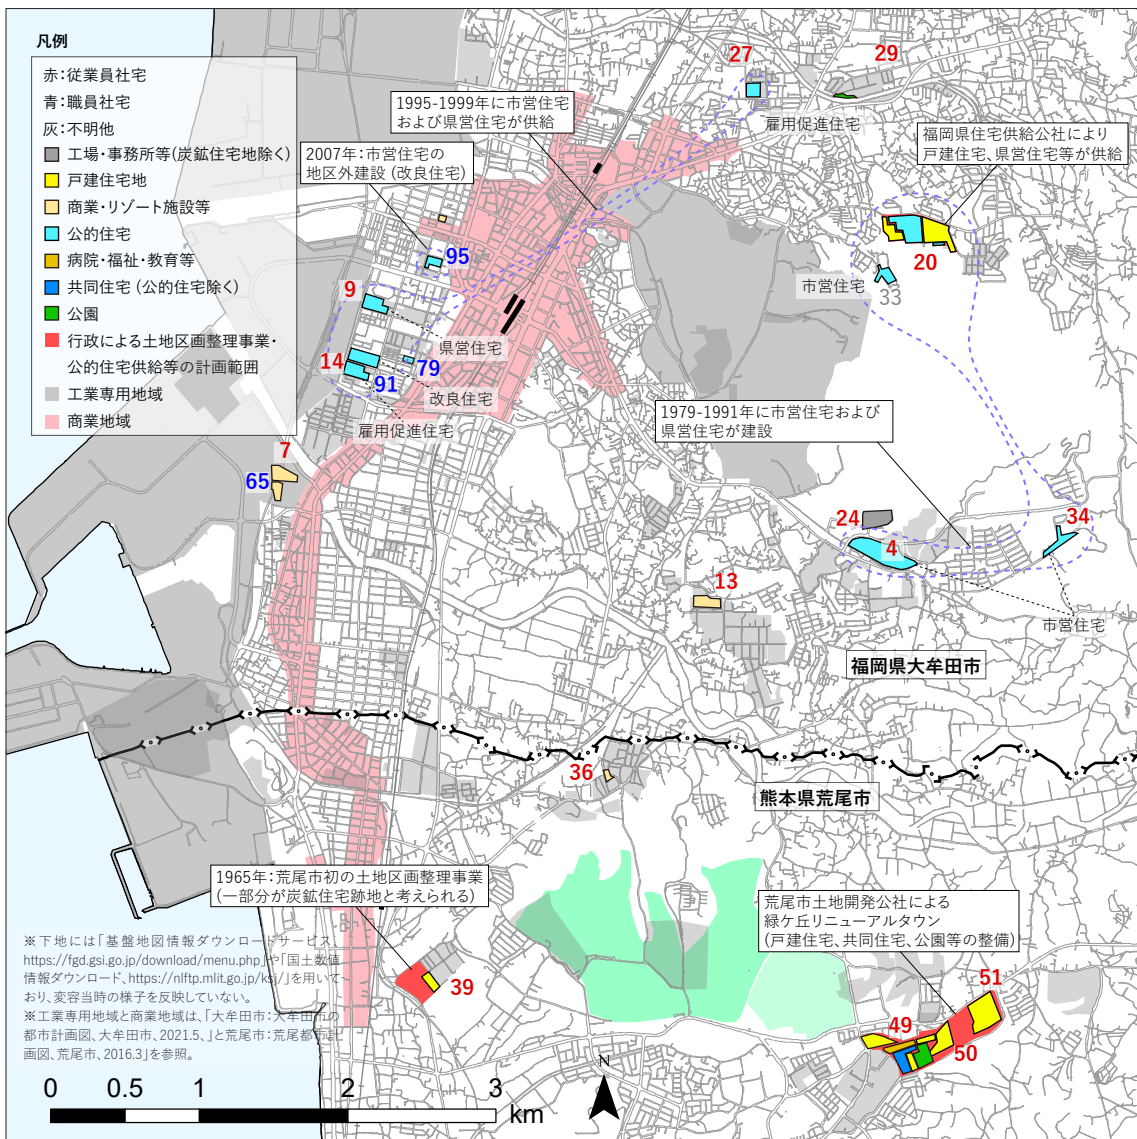 凡例
赤：従業員社宅
青：職員社宅
灰：不明他
工場・事務所等(炭鉱住宅地除く)
戸建住宅地
商業・リゾート施設等
公的住宅
病院・福祉・教育等
共同住宅（公的住宅除く）
公園
行政による土地区画整理事業・
公的住宅供給等の計画範囲
工業専用地域
商業地域
27
29
1995-1999年に市営住宅
および県営住宅が供給
雇用促進住宅
福岡県住宅供給公社により
戸建住宅、県営住宅等が供給
2007年：市営住宅の
地区外建設（改良住宅）
95
20
市営住宅
33
9
県営住宅
14
79
91
改良住宅
雇用促進住宅
1979-1991年に市営住宅および
県営住宅が建設
7
65
24
4
34
13
市営住宅
福岡県大牟田市
36
熊本県荒尾市
1965年：荒尾市初の土地区画整理事業
(一部分が炭鉱住宅跡地と考えられる)
荒尾市土地開発公社による
緑ケ丘リニューアルタウン
(戸建住宅、共同住宅、公園等の整備)
39
51
49
50
※下地には「基盤地図情報ダウンロードサービス、
https://fgd.gsi.go.jp/download/menu.php」や「国土数値
情報ダウンロード、https://nlftp.mlit.go.jp/ksj/」を用いて
おり、変容当時の様子を反映していない。
※工業専用地域と商業地域は、「大牟田市：大牟田市の
都市計画図、大牟田市、2021.5、」と荒尾市：荒尾都市計
画図、荒尾市、2016.3」を参照。
N
0 0.5 1 2 3
km